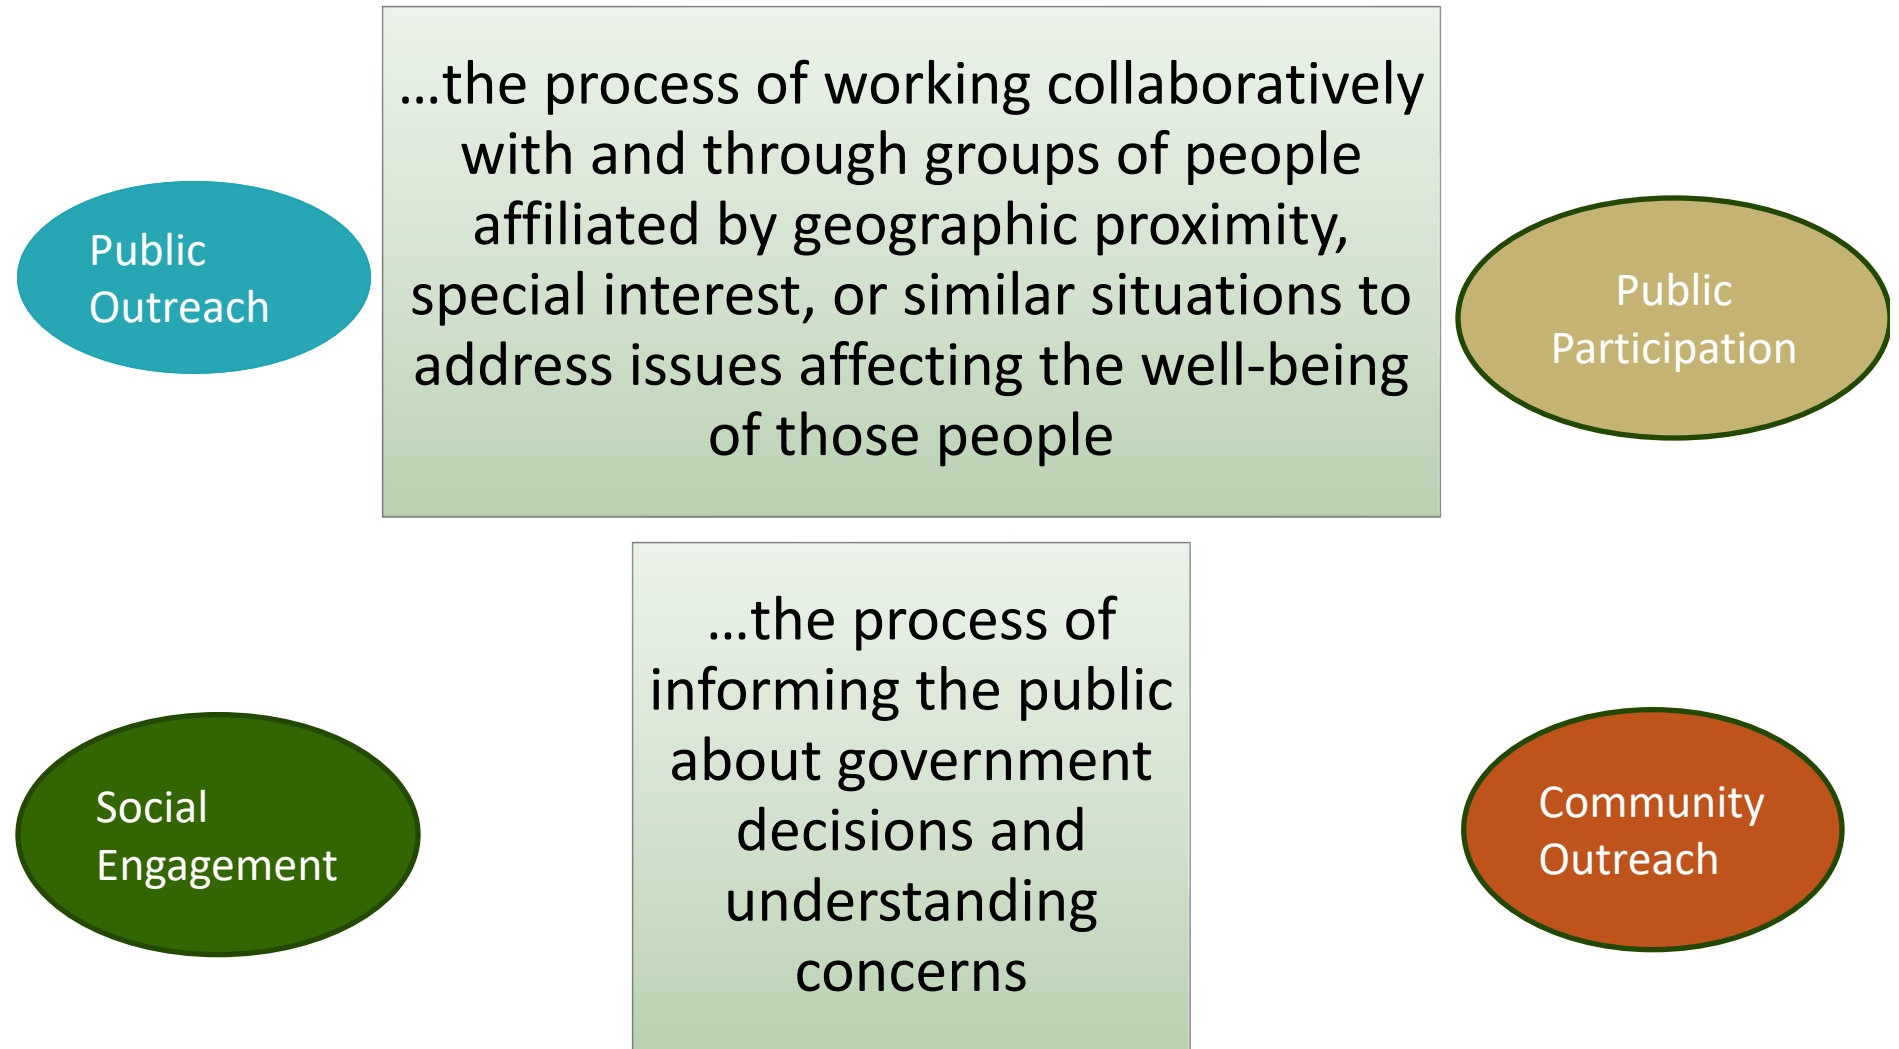 Public
Outreach
…the process of working collaboratively
with and through groups of people
affiliated by geographic proximity,
special interest, or similar situations to
address issues affecting the well-being
of those people
Public
Participation
Social
Engagement
…the process of
informing the public
about government
decisions and
understanding
concerns
Community
Outreach